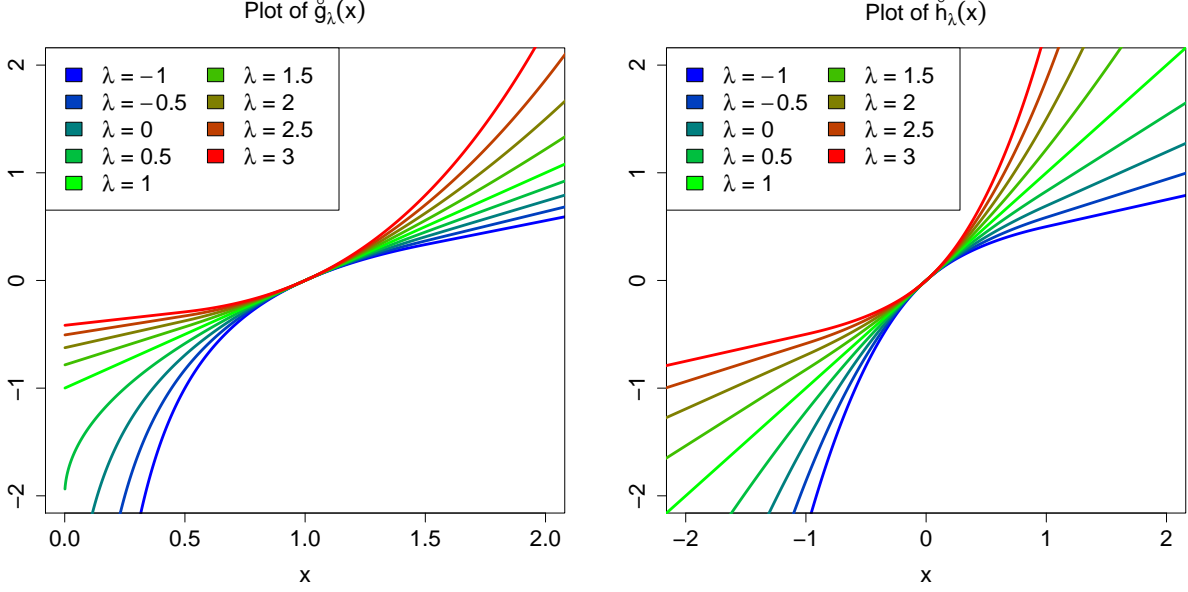 Plot of g̊λ(x)
λ = −1 λ = 1.5
λ = −0.5 λ = 2
λ = 0 λ = 2.5
λ = 0.5 λ = 3
λ = 1
2
1
0
−1
−2
0.0 0.5 1.0 1.5 2.0
x
Plot of h̊λ(x)
λ = −1 λ = 1.5
λ = −0.5 λ = 2
λ = 0 λ = 2.5
λ = 0.5 λ = 3
λ = 1
2
1
0
−1
−2
−2 −1 0 1 2
x